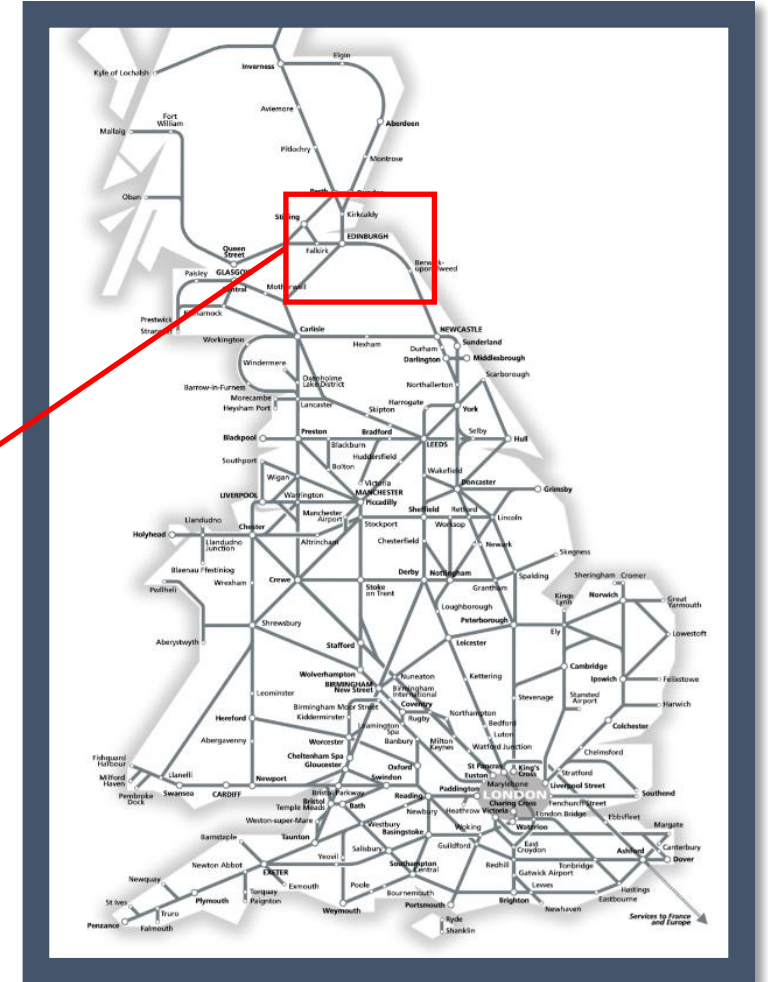 Elgin
Inverness
Kyle of Lochalsh
Aviemore
Fort
William
Mallaig
Aberdeen
Pitlochry
Montrose
Perth
Oban
Kirkcaldy
Stirling
EDINBURGH
Queen
Street
Falkirk
Berwick-
upon-Tweed
Paisley
GLASGOW
Central
Motherwell
Prestwick
Kilmarnock
Carlisle
NEWCASTLE
Workington
Hexham
Durham
Sunderland
Darlington
Middlesbrough
Windermere
Scarborough
Oxenholme
Lake District
Northallerton
Barrow-in-Furness
Morecambe
Heysham Port
Lancaster
Harrogate
York
Skipton
Blackpool
Preston
Bradford
LEEDS
Selby
Hull
Blackburn
Huddersfield
Southport
Bolton
Wakefield
Wigan
Victoria
Doncaster
LIVERPOOL
Warrington
MANCHESTER
Piccadilly
Grimsby
Manchester
Airport
Sheffield
Retford
Lincoln
Llandudno
Chester
Stockport
Worksop
Holyhead
Llandudno
Junction
Altrincham
Chesterfield
Newark
Skegness
Blaenau Ffestiniog
Wrexham
Crewe
Stoke
on Trent
Derby
Nottingham
Grantham
Spalding
Sheringham
Cromer
Pwllheli
Kings
Lynn
Norwich
Great
Yarmouth
Loughborough
Shrewsbury
Peterborough
Ely
Lowestoft
Aberystwyth
Stafford
Leicester
Wolverhampton
Cambridge
BIRMINGHAM
New Street
Nuneaton
Birmingham
International
Kettering
Ipswich
Felixstowe
Leominster
Coventry
Stevenage
Stansted
Airport
Harwich
Birmingham Moor Street
Kidderminster
Rugby
Northampton
Hereford
Leamington
Spa
Bedford
Colchester
Worcester
Banbury
Milton
Keynes
Luton
Abergavenny
Watford Junction
Chelmsford
Cheltenham Spa
Gloucester
Oxford
St Pancras
Euston
King's
Cross
Stratford
Fishguard
Harbour
Llanelli
Newport
Swindon
Marylebone
Liverpool Street
Milford
Haven
Pembroke
Dock
Swansea
CARDIFF
Bristol Parkway
Reading
Paddington
LONDON
Southend
Bristol
Temple Meads
Bath
Newbury
Heathrow
Victoria
Charing Cross
Fenchurch Street
London Bridge
Ebbsfleet
Weston-super-Mare
Westbury
Basingstoke
Woking
Waterloo
Margate
Barnstaple
Taunton
Salisbury
Guildford
East
Croydon
Canterbury
Yeovil
Ashford
Dover
Newton Abbot
EXETER
Southampton
Central
Redhill
Tonbridge
Gatwick Airport
Newquay
Exmouth
Poole
Bournemouth
Lewes
Hastings
Eastbourne
St Ives
Plymouth
Torquay
Paignton
Weymouth
Portsmouth
Brighton
Newhaven
Truro
Penzance
Falmouth
Ryde
Shanklin
Services to France
and Europe